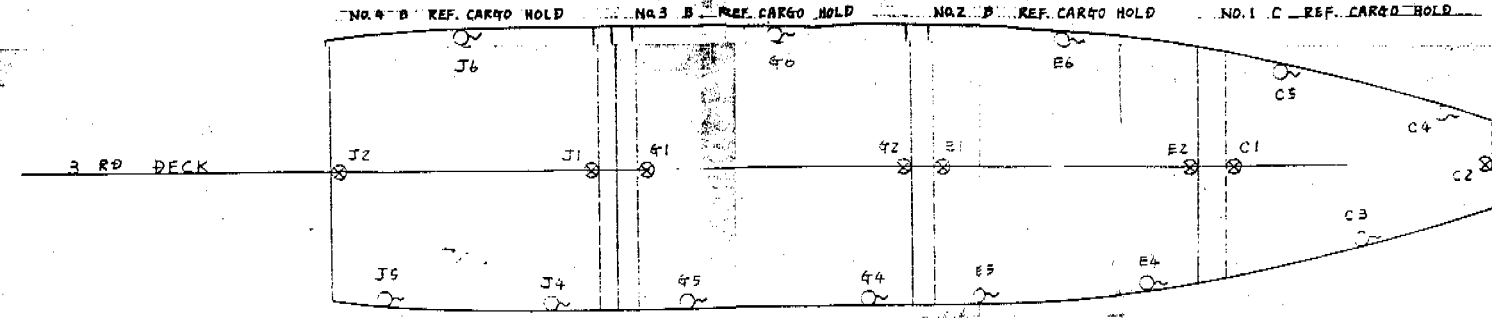 NO.4 B REF. CARGO HOLD NO.3 B REF. CARGO HOLD NO.2 B REF. CARGO HOLD NO.1 C REF. CARGO HOLD
J6 G6 E6 C5
C4
J2 J1 G1 G2 E1 E2 C1 C2
3 RD DECK
C3
J5 J4 G5 G4 E5 E4